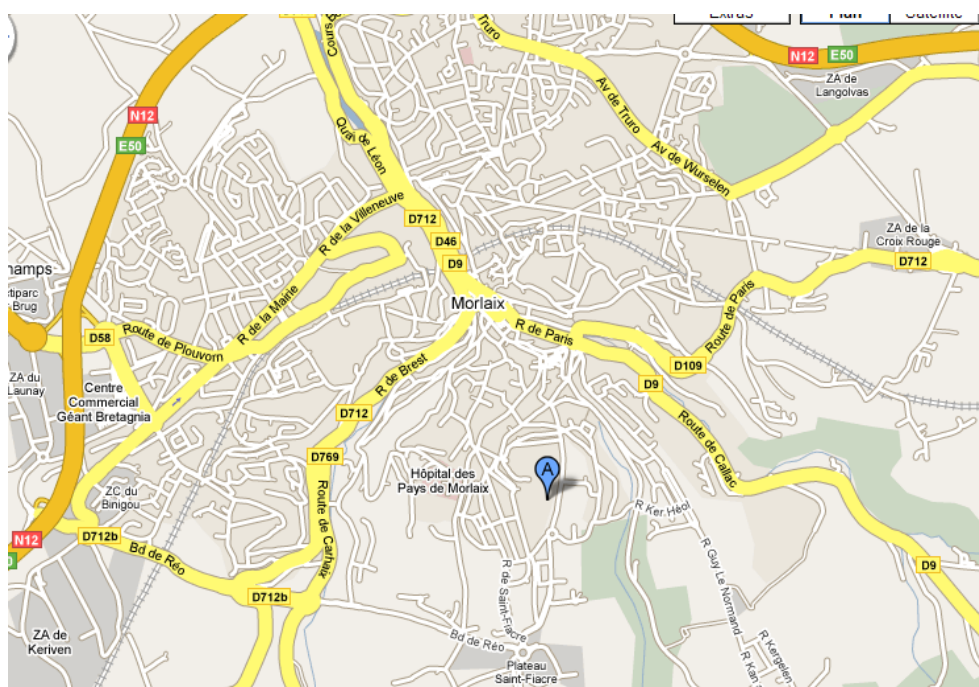 Extras
Plan
Satellite
N12
E50
ZA de
Langolvas
Truro
Cours
N12
E50
Av de Truro
Quai de Léon
Av de Wurselen
R de la Villeneuve
D712
D46
D9
ZA de la
Croix Rouge
D712
Morlaix
R de la Mairie
R de Paris
Route de Paris
D58
Route de Plouvorn
D109
D9
ZA du
Centre
Commercial
Géant Bretagnia
R de Brest
D712
D769
Route de Callac
Hôpital des
Pays de Morlaix
A
ZC du
Binigou
Route de Carhaix
R Ker.Héol
N12
D712b
Bd de Réo
R Guy Le Normand
D9
D712b
R de Saint-Fiacre
ZA de
Keriven
Bd de Réo
Plateau
Saint-Fiacre
R Kergelen
R Kan